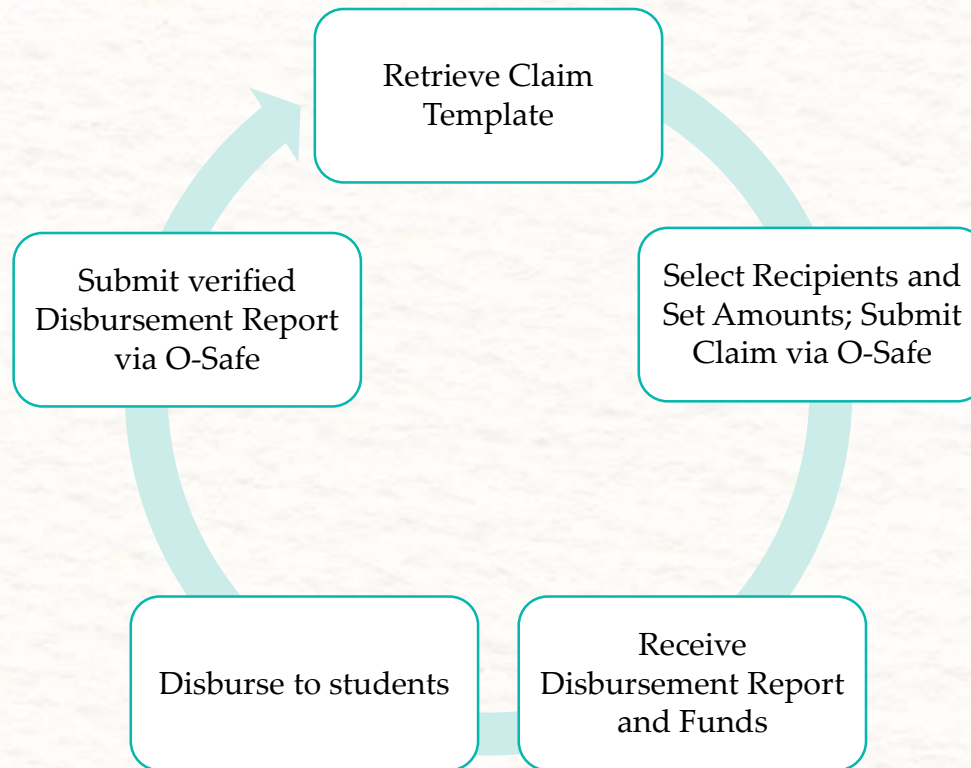 Retrieve Claim
Template
Select Recipients and
Set Amounts; Submit
Claim via O-Safe
Receive
Disbursement Report
and Funds
Disburse to students
Submit verified
Disbursement Report
via O-Safe